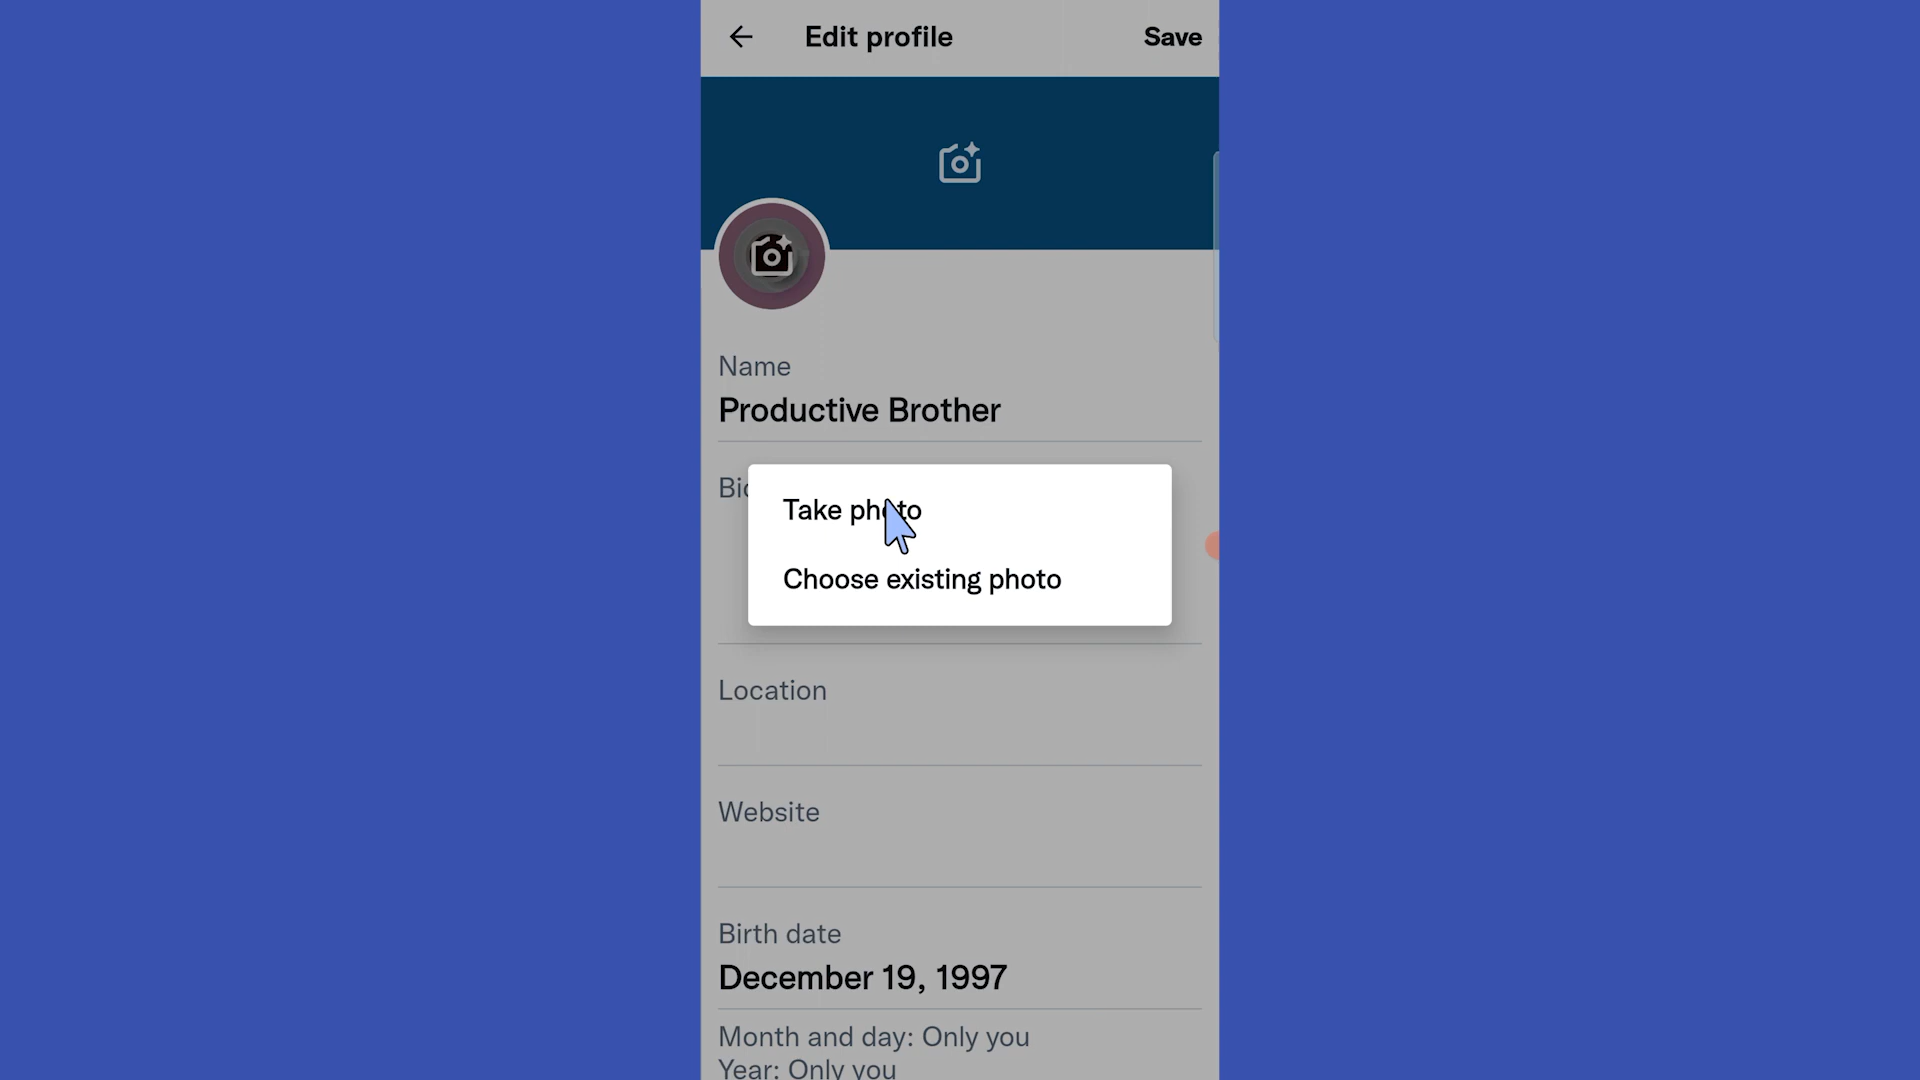 Edit profile
Save
Name
Productive Brother
Take photo
Choose existing photo
Location
Website
Birth date
December 19, 1997
Month and day: Only you
Year: Only you